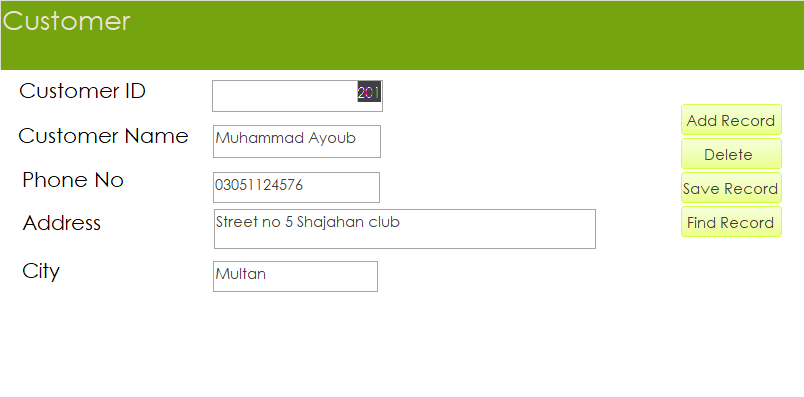 Customer
Customer ID 201
Add Record
Customer Name Muhammad Ayoub
Delete
Phone No 03051124576
Save Record
Address Street no 5 Shajahan club
Find Record
City Multan